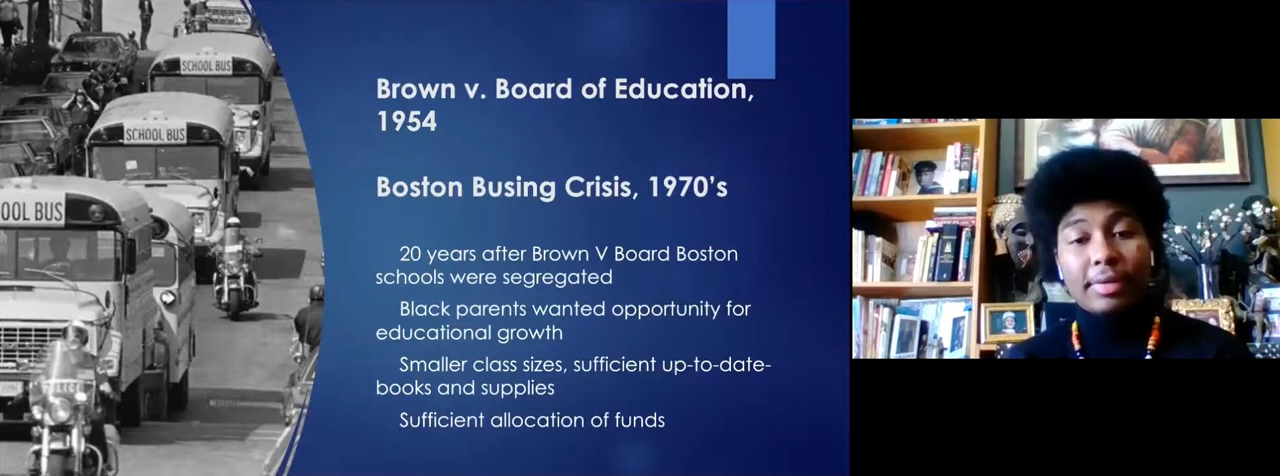 SCHOOL BUS
SCHOOL BUS
OOL BUS
POLICE
Brown v. Board of Education,
1954
Boston Busing Crisis, 1970's
20 years after Brown V Board Boston
schools were segregated
Black parents wanted opportunity for
educational growth
Smaller class sizes, sufficient up-to-date-
books and supplies
Sufficient allocation of funds